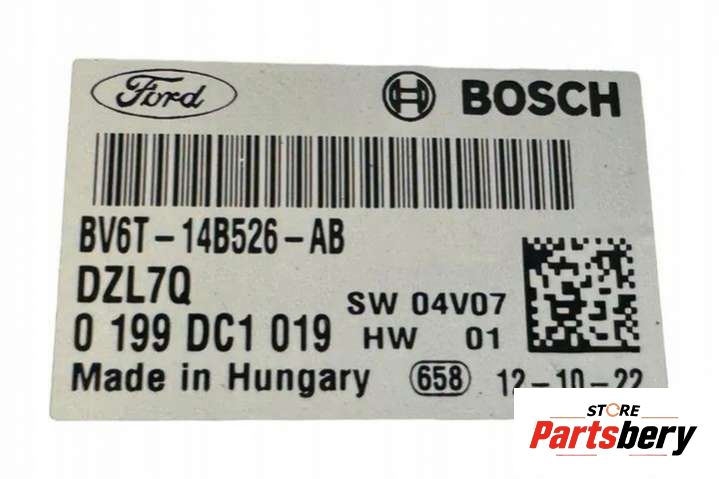 Ford BOSCH
BV6T-14B526-AB
DZL7Q
0 199 DC1 019 SW 04V07
HW 01
Made in Hungary 658 12-10-22
STORE
Partsbery